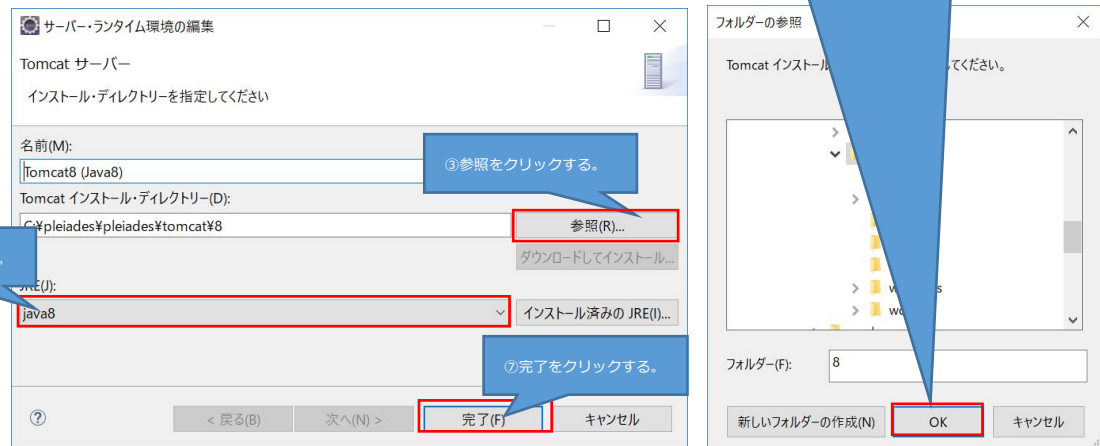 サーバー・ランタイム環境の編集
Tomcat サーバー
インストール・ディレクトリーを指定してください
名前(M):
Tomcat8 (Java8)
③参照をクリックする。
Tomcat インストール・ディレクトリー(D):
C:¥pleiades¥pleiades¥tomcat¥8
参照(R)...
ダウンロードしてインストール...
。
JRE(J):
java8
インストール済みの JRE(I)...
⑦完了をクリックする。
?
< 戻る(B)
次へ(N) >
完了(F)
キャンセル
フォルダーの参照
Tomcat インストール
てください。
フォルダー(F):
8
新しいフォルダーの作成(N)
OK
キャンセル